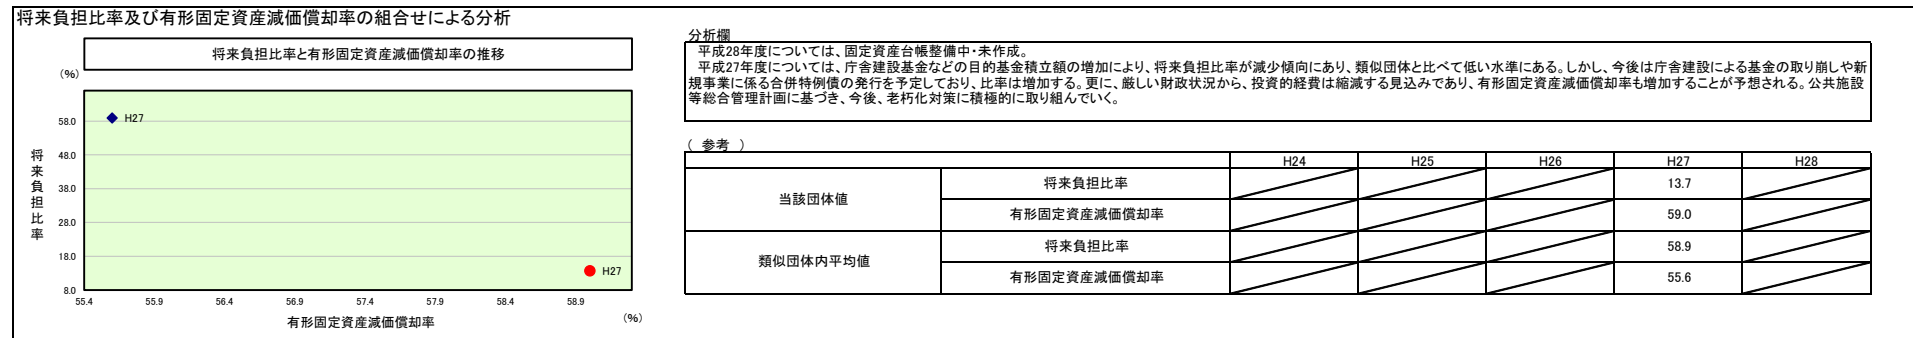 将来負担比率及び有形固定資産減価償却率の組合せによる分析
将来負担比率と有形固定資産減価償却率の推移
(%)
将来負担比率
58.0
48.0
38.0
28.0
18.0
8.0
H27
H27
55.4 55.9 56.4 56.9 57.4 57.9 58.4 58.9
有形固定資産減価償却率
(%)
分析欄
平成28年度については、固定資産台帳整備中・未作成。
平成27年度については、庁舎建設基金などの目的基金積立額の増加により、将来負担比率が減少傾向にあり、類似団体と比べて低い水準にある。しかし、今後は庁舎建設による基金の取り崩しや新
規事業に係る合併特例債の発行を予定しており、比率は増加する。更に、厳しい財政状況から、投資的経費は縮減する見込みであり、有形固定資産減価償却率も増加することが予想される。公共施設
等総合管理計画に基づき、今後、老朽化対策に積極的に取り組んでいく。
( 参考 )
H24 H25 H26 H27 H28
当該団体値
将来負担比率 13.7
有形固定資産減価償却率 59.0
類似団体内平均値
将来負担比率 58.9
有形固定資産減価償却率 55.6